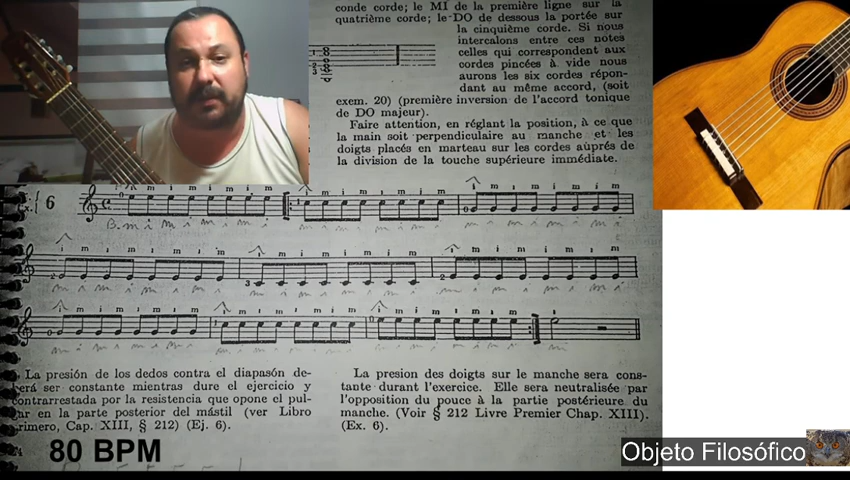 conde corde; le MI de la première ligne sur la
quatrième corde; le DO de dessous la portée sur
la cinquième corde. Si nous
intercalons entre ces notes
celles qui correspondent aux
cordes pincées à vide nous
aurons les six cordes répon-
dant au même accord, (soit
exem. 20) (première inversion de l'accord tonique
de DO majeur).
Faire attention, en réglant la position, à ce que
la main soit perpendiculaire au manche et les
doigts placés en marteau sur les cordes auprés de
la division de la touche supérieure immédiate.
6
i m i m i m i m
i m i m i m i m
i m i m i m i m
i m i m i m i m
i m i m i m i m
i m i m i m i m
i m i m i m i m
i m i m i m i m
i m i m i m i m
La presión de los dedos contra el diapasón de-
erá ser constante mientras dure el ejercicio y
contrarrestada por la resistencia que opone el pul-
ar en la parte posterior del mástil (ver Libro
rimero, Cap. XIII, § 212) (Ej. 6).
La presion des doigts sur le manche sera cons-
tante durant l'exercice. Elle sera neutralisée par
l'opposition du pouce à la partie postérieure du
manche. (Voir § 212 Livre Premier Chap. XIII).
(Ex. 6).
80 BPM
Objeto Filosófico